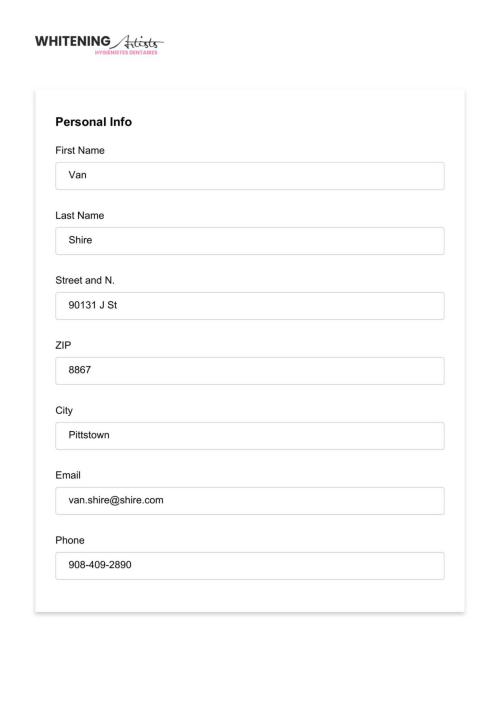 WHITENING Artists
HYGIÉNISTES DENTAIRES
Personal Info
First Name
Van
Last Name
Shire
Street and N.
90131 J St
ZIP
8867
City
Pittstown
Email
van.shire@shire.com
Phone
908-409-2890